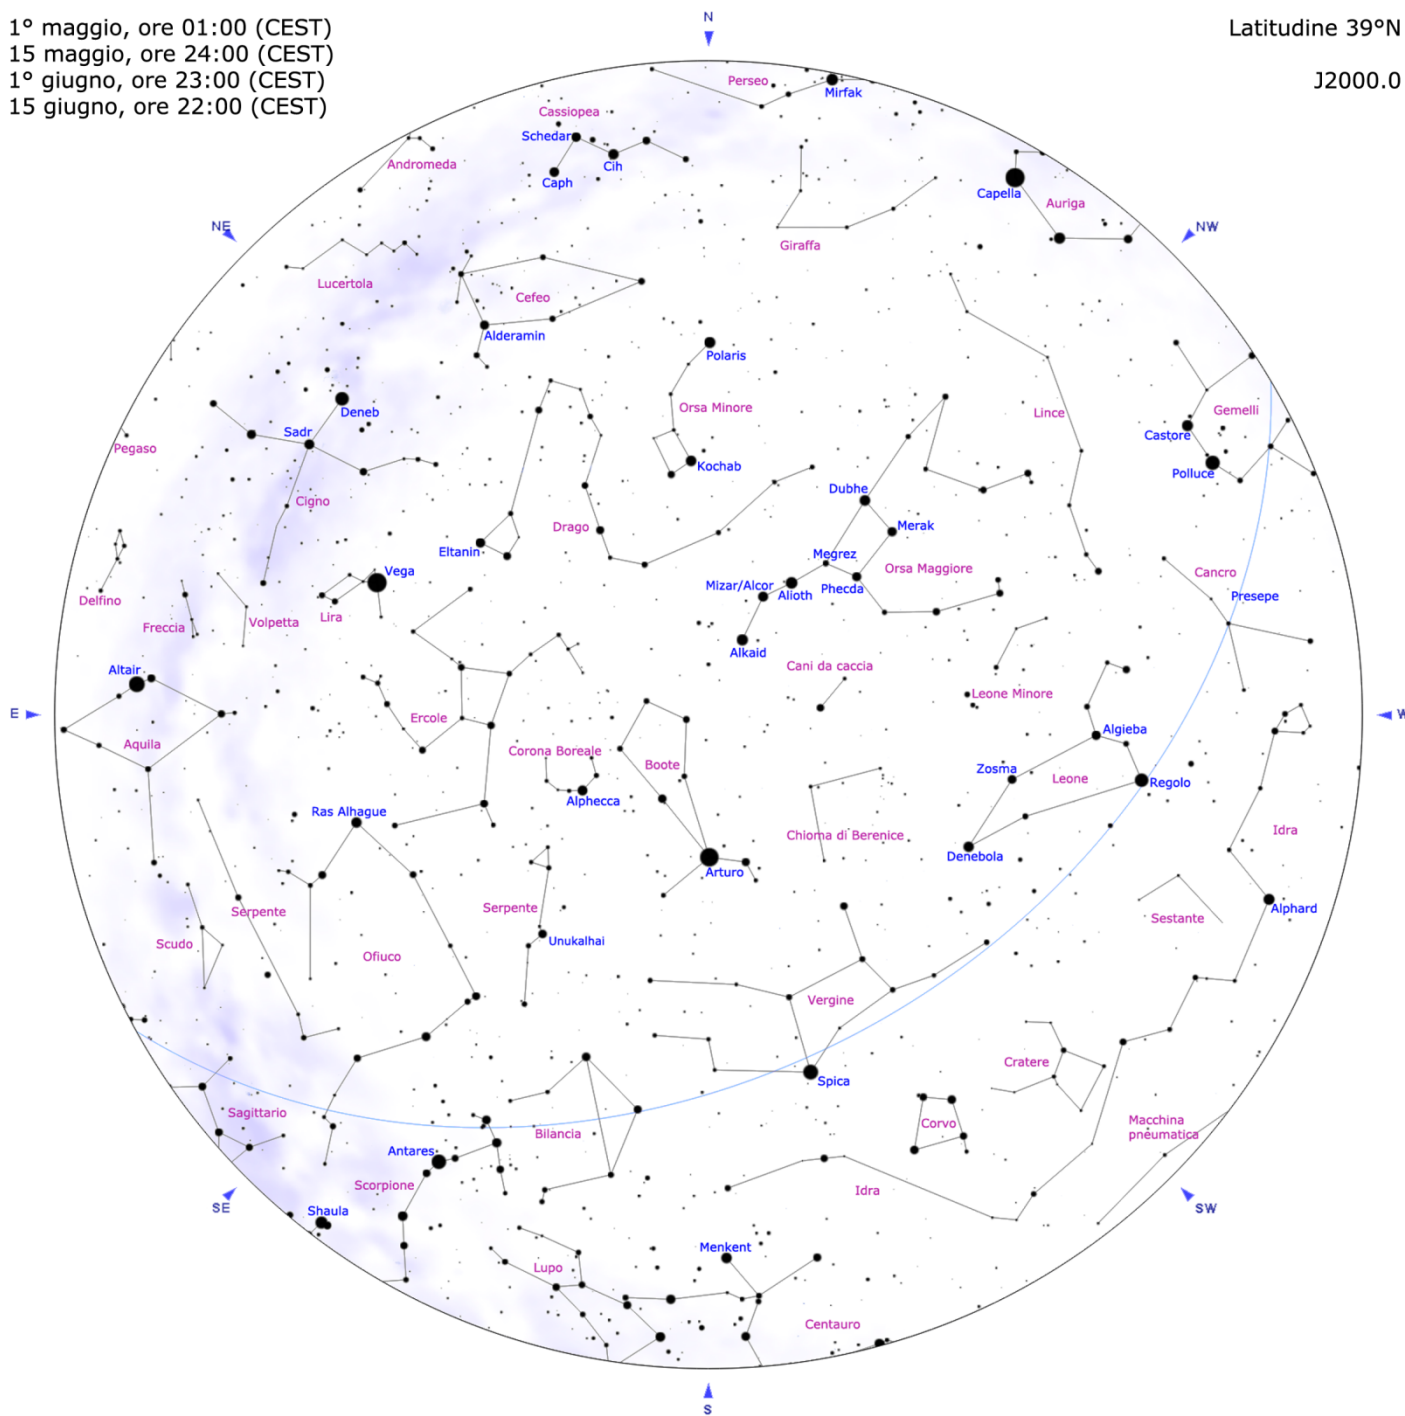 1° maggio, ore 01:00 (CEST)
15 maggio, ore 24:00 (CEST)
1° giugno, ore 23:00 (CEST)
15 giugno, ore 22:00 (CEST)
N
Latitudine 39°N
J2000.0
Perseo
Mirfak
Cassiopea
Schedar
Cih
Caph
Andromeda
Capella
Auriga
NE
NW
Giraffa
Lucertola
Cefeo
Alderamin
Polaris
Orsa Minore
Deneb
Sadr
Lince
Gemelli
Castore
Polluce
Pegaso
Kochab
Cigno
Dubhe
Drago
Merak
Eltanin
Megrez
Orsa Maggiore
Vega
Mizar/Alcor
Alioth
Phecda
Cancro
Presepe
Delfino
Freccia
Volpetta
Lira
Alkaid
Altair
Cani da caccia
Leone Minore
E
W
Ercole
Algieba
Aquila
Corona Boreale
Boote
Zosma
Leone
Regolo
Alphecca
Ras Alhague
Chioma di Berenice
Idra
Denebola
Arturo
Serpente
Serpente
Sestante
Alphard
Scudo
Unukalhai
Ofiuco
Vergine
Cratere
Spica
Sagittario
Bilancia
Corvo
Macchina
pneumatica
Antares
Scorpione
Idra
SE
Shaula
SW
Menkent
Lupo
Centauro
S